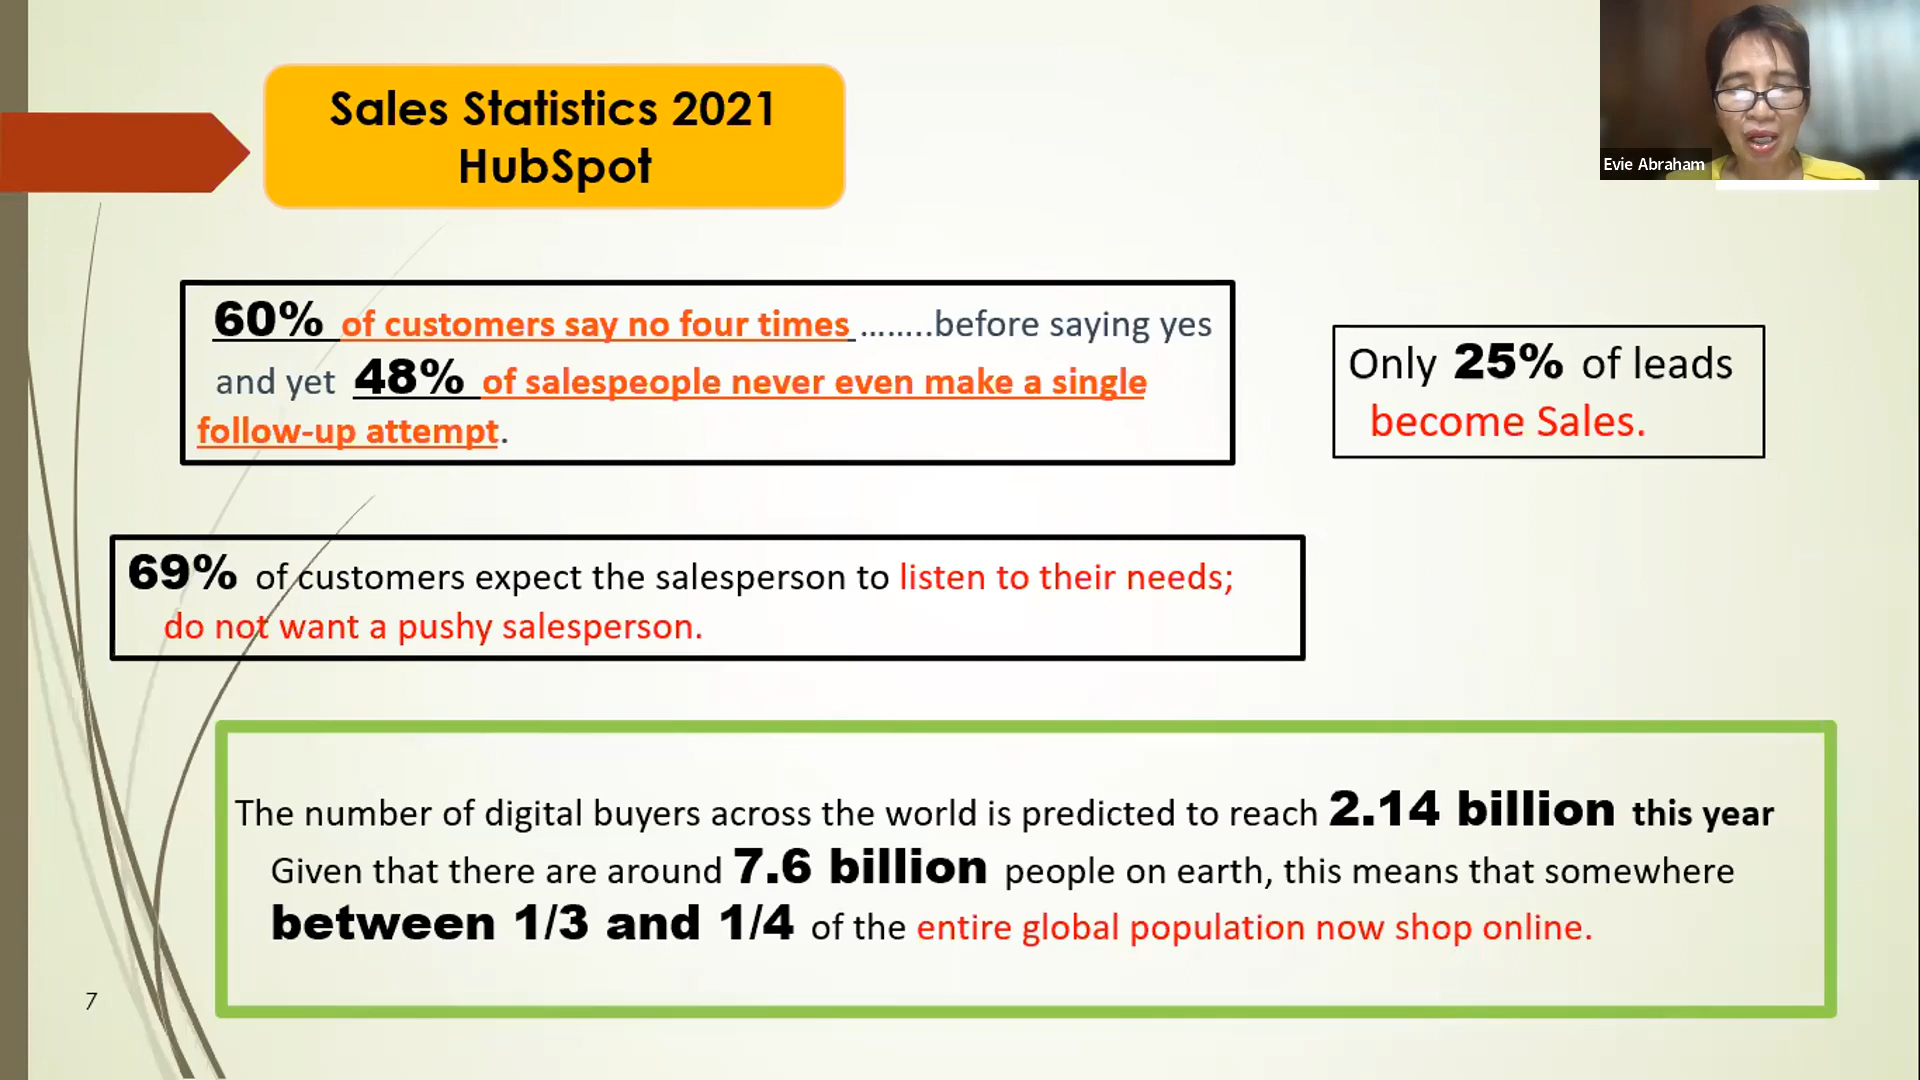 Sales Statistics 2021
HubSpot
Evie Abraham
60% of customers say no four times ........before saying yes
and yet 48% of salespeople never even make a single
follow-up attempt.
Only 25% of leads
become Sales.
69% of customers expect the salesperson to listen to their needs;
do not want a pushy salesperson.
The number of digital buyers across the world is predicted to reach 2.14 billion this year
Given that there are around 7.6 billion people on earth, this means that somewhere
between 1/3 and 1/4 of the entire global population now shop online.
7